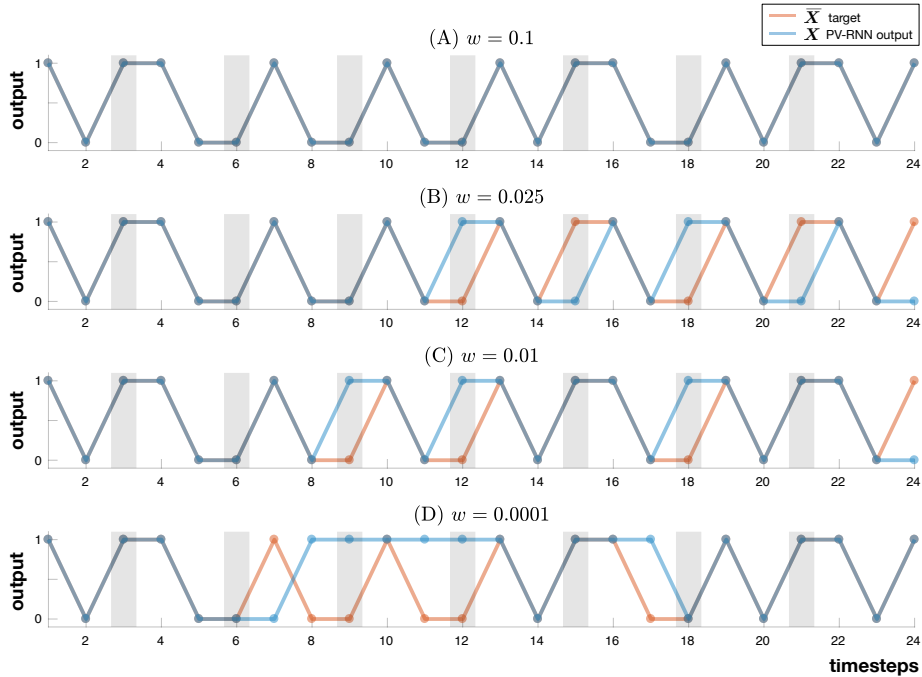 X̅ target
X PV-RNN output
(A) w = 0.1
output
1
0
2 4 6 8 10 12 14 16 18 20 22 24
(B) w = 0.025
output
1
0
2 4 6 8 10 12 14 16 18 20 22 24
(C) w = 0.01
output
1
0
2 4 6 8 10 12 14 16 18 20 22 24
(D) w = 0.0001
output
1
0
2 4 6 8 10 12 14 16 18 20 22 24
timesteps